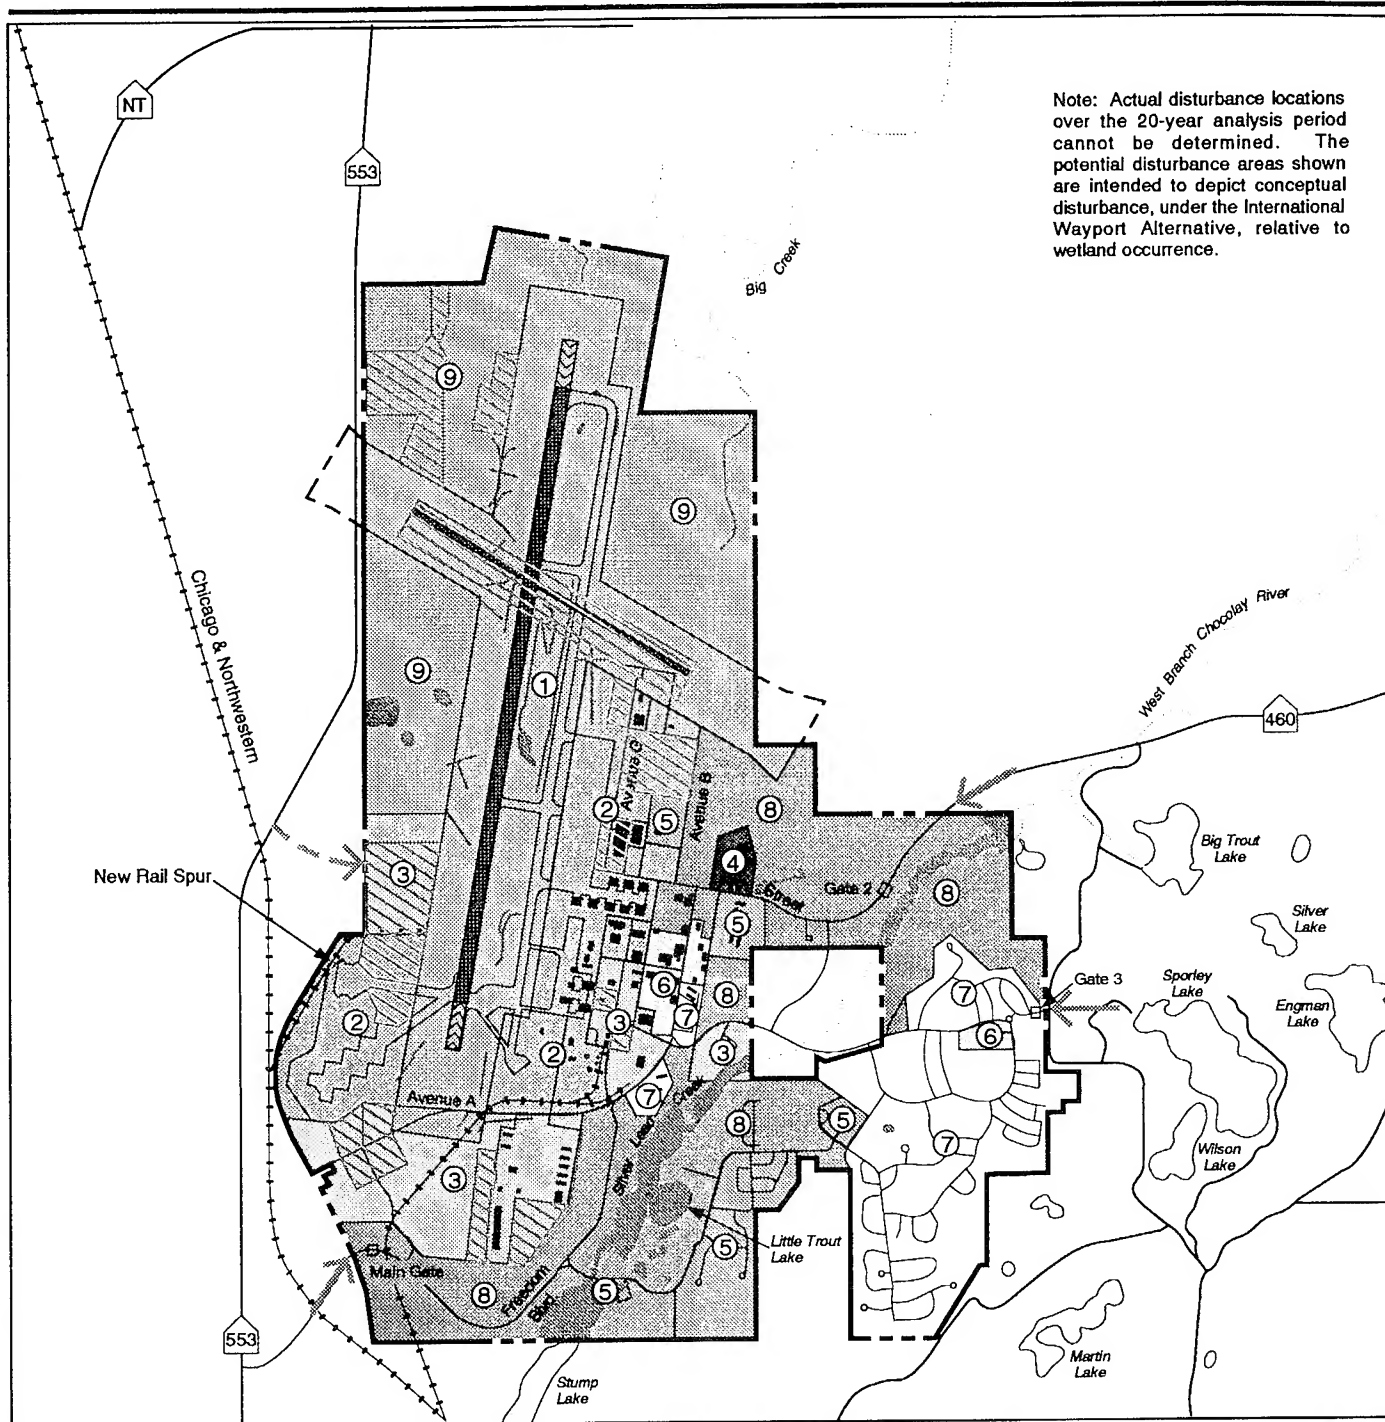 NT
553
Note: Actual disturbance locations
over the 20-year analysis period
cannot be determined. The
potential disturbance areas shown
are intended to depict conceptual
disturbance, under the International
Wayport Alternative, relative to
wetland occurrence.
Big Creek
9
9
Chicago & Northwestern
West Branch Chocolay River
9
1
460
Avenue G
Avenue B
2
5
8
Big Trout
Lake
4
3
New Rail Spur
Street
Gate 2
8
5
Silver
Lake
6
8
7
Gate 3
Sporley
Lake
Engman
Lake
2
3
7
6
2
3
7
Avenue A
Silver Lead Creek
8
5
7
Wilson
Lake
3
Little Trout
Lake
5
Main Gate
8
Freedom
Blvd
5
553
Martin
Lake
Stump
Lake